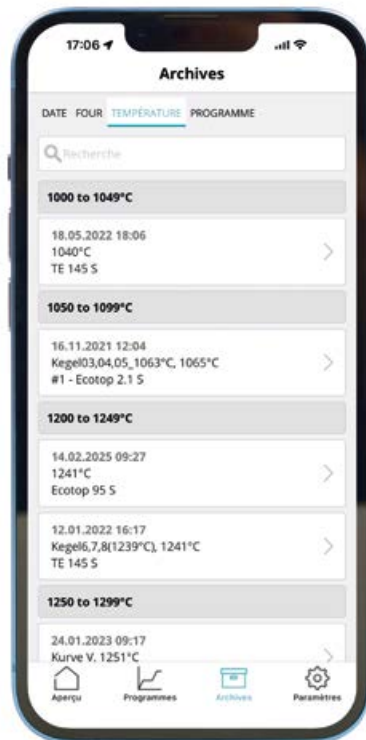 17:06
Archives
DATE FOUR TEMPÉRATURE PROGRAMME
Recherche
1000 to 1049°C
18.05.2022 18:06
1040°C
TE 145 S
1050 to 1099°C
16.11.2021 12:04
Kegel03,04,05_1063°C, 1065°C
#1 - Ecotop 2.1 S
1200 to 1249°C
14.02.2025 09:27
1241°C
Ecotop 95 S
12.01.2022 16:17
Kegel6,7,8(1239°C), 1241°C
TE 145 S
1250 to 1299°C
24.01.2023 09:17
Kurve V, 1251°C
Aperçu Programmes Archives Paramètres